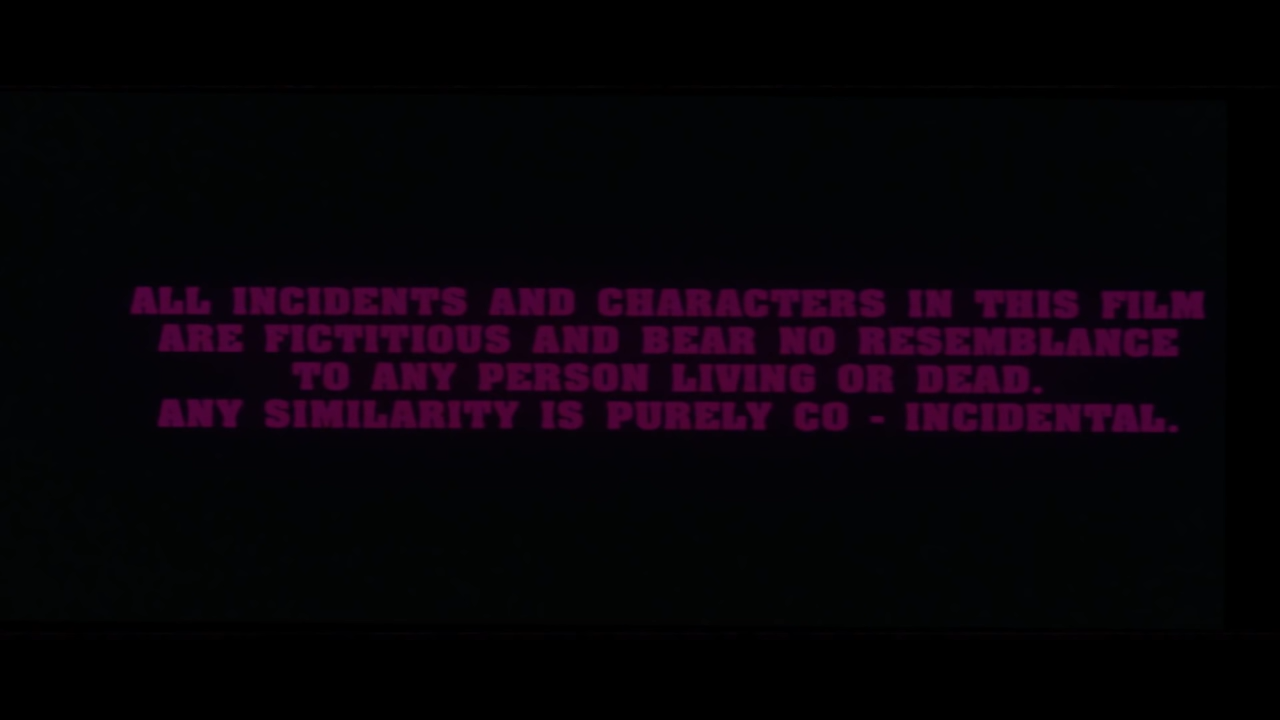 ALL INCIDENTS AND CHARACTERS IN THIS FILM
ARE FICTITIOUS AND BEAR NO RESEMBLANCE
TO ANY PERSON LIVING OR DEAD.
ANY SIMILARITY IS PURELY CO - INCIDENTAL.